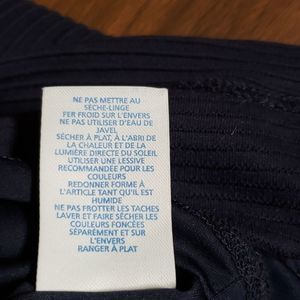 NE PAS METTRE AU
SÈCHE-LINGE
FER FROID SUR L'ENVERS
NE PAS UTILISER D'EAU DE
JAVEL
SÉCHER À PLAT, À L'ABRI DE
LA CHALEUR ET DE LA
LUMIÈRE DIRECTE DU SOLEIL
UTILISER UNE LESSIVE
RECOMMANDÉE POUR LES
COULEURS
REDONNER FORME À
L'ARTICLE TANT QU'IL EST
HUMIDE
NE PAS FROTTER LES TACHES
LAVER ET FAIRE SÉCHER LES
COULEURS FONCÉES
SÉPARÉMENT ET SUR
L'ENVERS
RANGER À PLAT